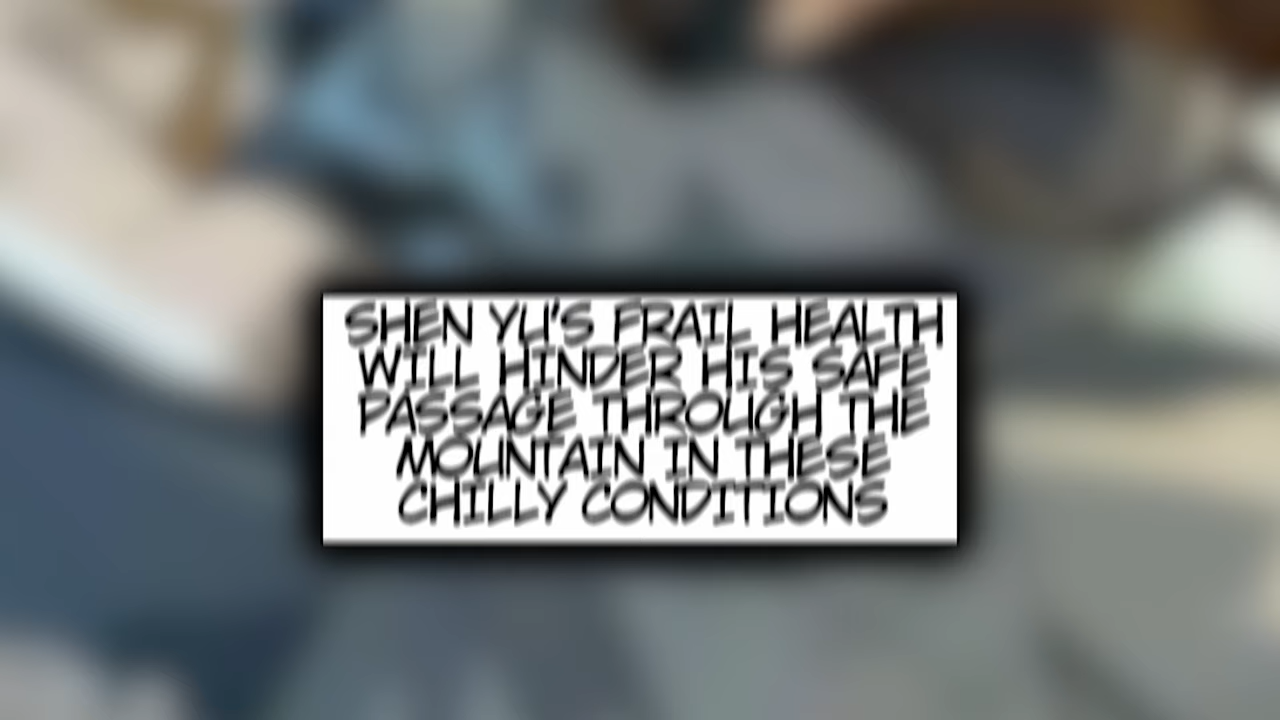 SHEN YU'S FRAIL HEALTH
WILL HINDER HIS SAFE
PASSAGE THROUGH THE
MOUNTAIN IN THESE
CHILLY CONDITIONS